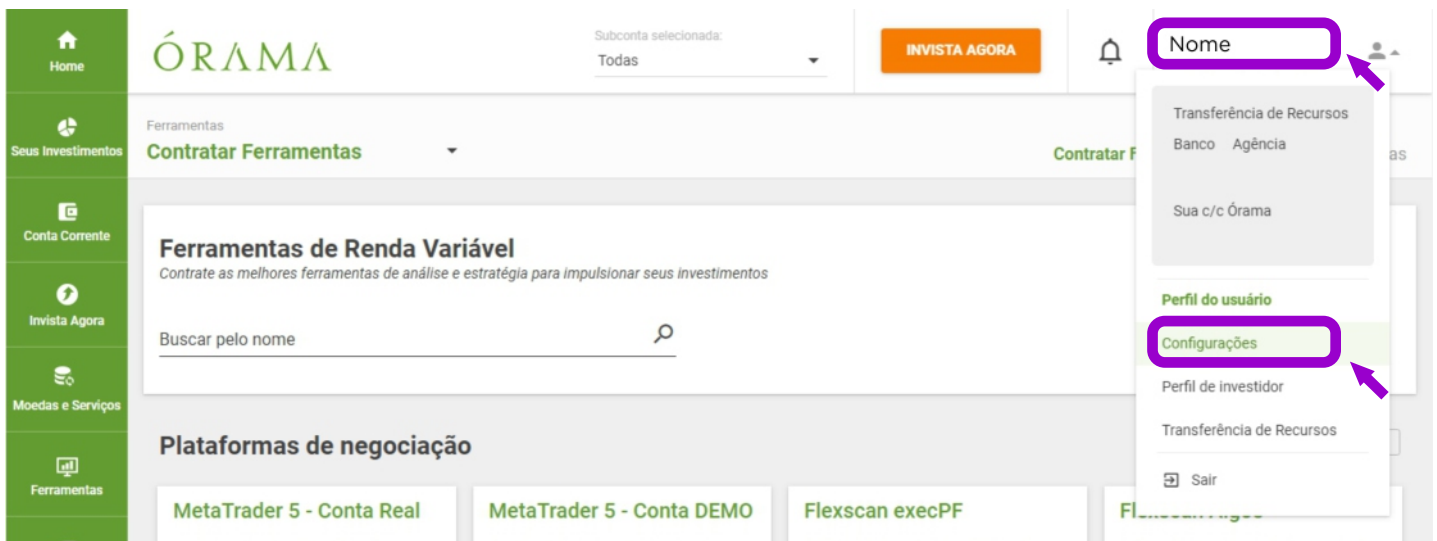 Home
Seus Investimentos
Conta Corrente
Invista Agora
Moedas e Serviços
Ferramentas
ÓRAMA
Subconta selecionada:
Todas
INVISTA AGORA
Nome
Ferramentas
Contratar Ferramentas
Contratar F
as
Ferramentas de Renda Variável
Contrate as melhores ferramentas de análise e estratégia para impulsionar seus investimentos
Buscar pelo nome
Plataformas de negociação
MetaTrader 5 - Conta Real
MetaTrader 5 - Conta DEMO
Flexscan execPF
Transferência de Recursos
Banco Agência
Sua c/c Órama
Perfil do usuário
Configurações
Perfil de investidor
Transferência de Recursos
Sair